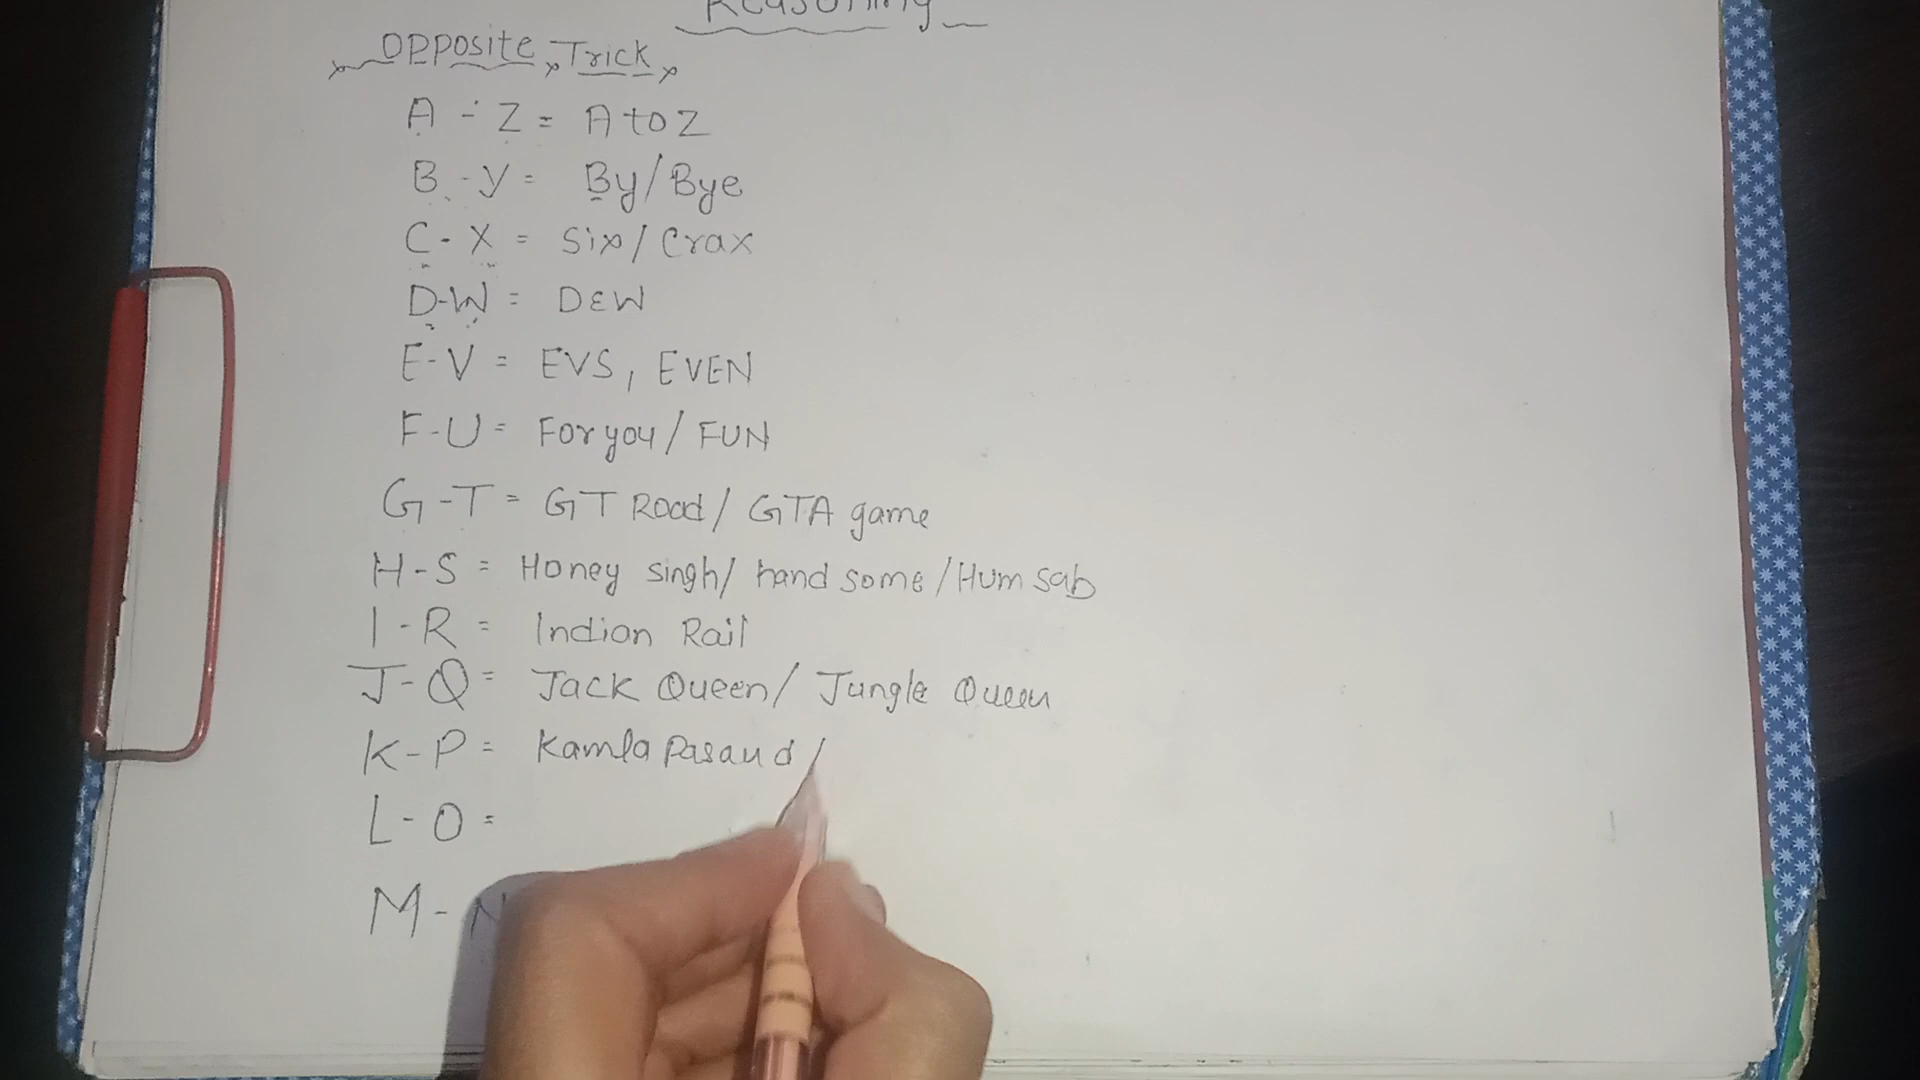 Reasoning
Opposite Trick
A - Z = A to Z
B - Y = By/Bye
C - X = Six/Crax
D-W = DEW
E-V = EVS, EVEN
F-U = For you/ FUN
G-T = GT Road/ GTA game
H-S = Honey singh/ hand some/Hum sab
I-R = Indian Rail
J-Q = Jack Queen/ Jungle Queen
K-P = Kamla Pasand/
L-O =
M-N